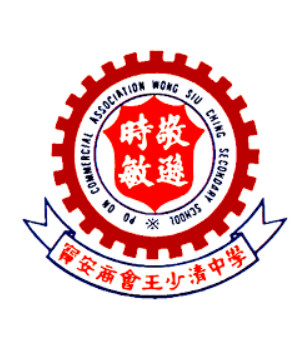 PO ON COMMERCIAL ASSOCIATION WONG SIU CHING SECONDARY SCHOOL ※
敬遜
時敏
寶安商會王少清中學